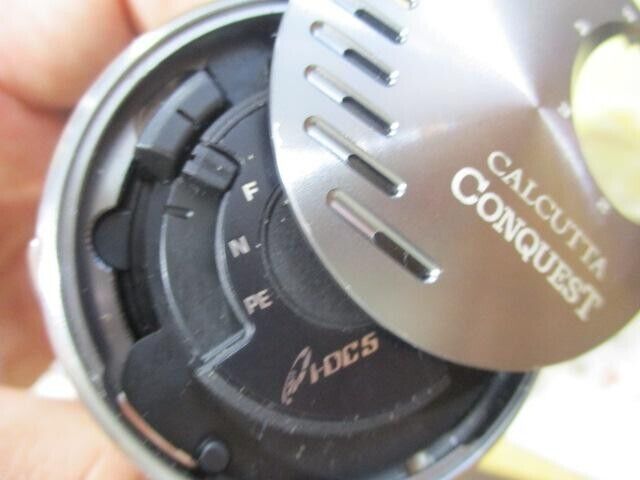 CALCUTTA
CONQUEST
F
N
PE
I-DC5